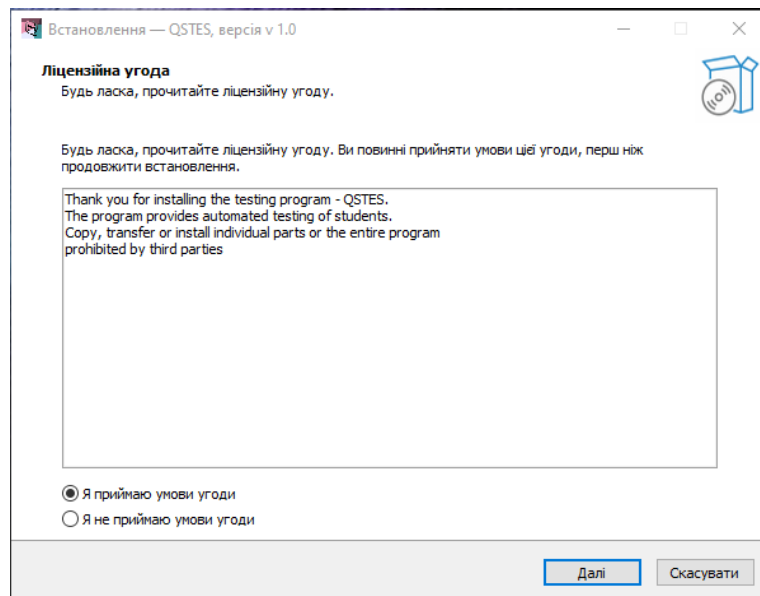 Встановлення — QSTES, версія v 1.0
Ліцензійна угода
Будь ласка, прочитайте ліцензійну угоду.
Будь ласка, прочитайте ліцензійну угоду. Ви повинні прийняти умови цієї угоди, перш ніж
продовжити встановлення.
Thank you for installing the testing program - QSTES.
The program provides automated testing of students.
Copy, transfer or install individual parts or the entire program
prohibited by third parties
Я приймаю умови угоди
Я не приймаю умови угоди
Далі
Скасувати